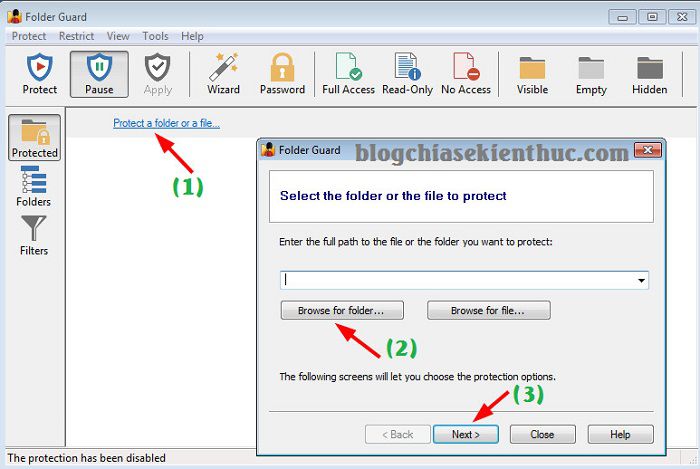 Folder Guard
Protect Restrict View Tools Help
Protect Pause Apply Wizard Password Full Access Read-Only No Access Visible Empty Hidden
Protected
Folders
Filters
Protect a folder or a file...
(1)
Folder Guard
blogchiasekienthuc.com
Select the folder or the file to protect
Enter the full path to the file or the folder you want to protect:
Browse for folder... Browse for file...
(2)
The following screens will let you choose the protection options.
(3)
< Back Next > Close Help
The protection has been disabled